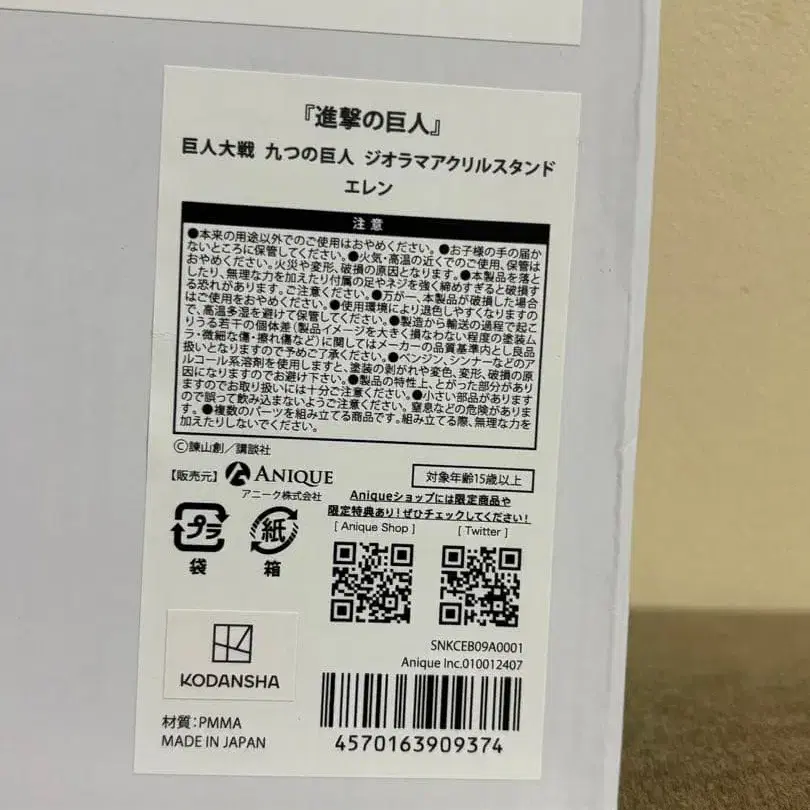 『進撃の巨人』
巨人大戦 九つの巨人 ジオラマアクリルスタンド
エレン
注意
●本来の用途以外でのご使用はおやめください。●お子様の手の届か
ないところに保管してください。●火気・高温の近くでのご使用、保管は
おやめください。火災や変形、破損の原因となります。●本製品を落と
したり、無理な力を加えたり付属の足やネジを強く締めすぎると破損す
る恐れがあります。ご注意ください。●万が一、本製品が破損した場合
はご使用をおやめください。●使用環境により退色しやすくなりますの
で、高温多湿を避けて保管してください。●製造から輸送の過程で起こ
りうる若干の個体差(製品イメージを大きく損なわない程度の塗装ム
ラ・微細な傷・擦れ傷など)に関してはメーカーの品質基準内とし良品
扱いとなりますので予めご了承ください。●ベンジン、シンナーなどのア
ルコール系溶剤を使用しますと、塗装の剥がれや変色、変形、破損の原
因になりますのでお避け下さい。●製品の特性上、とがった部分があり
ますのでお取り扱いには十分ご注意ください。●小さい部品があります
ので誤って飲み込まないようご注意ください。窒息などの危険がありま
す。●複数のパーツを組み立てる商品です。組み立てる際、無理な力を
加えたりしないでください。
Ⓒ諫山創／講談社
【販売元】 ANIQUE
アニーク株式会社
対象年齢15歳以上
Aniqueショップには限定商品や
限定特典あり!ぜひチェックしてください!
[ Anique Shop ] [ Twitter ]
プラ 紙
袋 箱
SNKCEB09A0001
Anique Inc.010012407
KODANSHA
材質:PMMA
MADE IN JAPAN
4570163909374